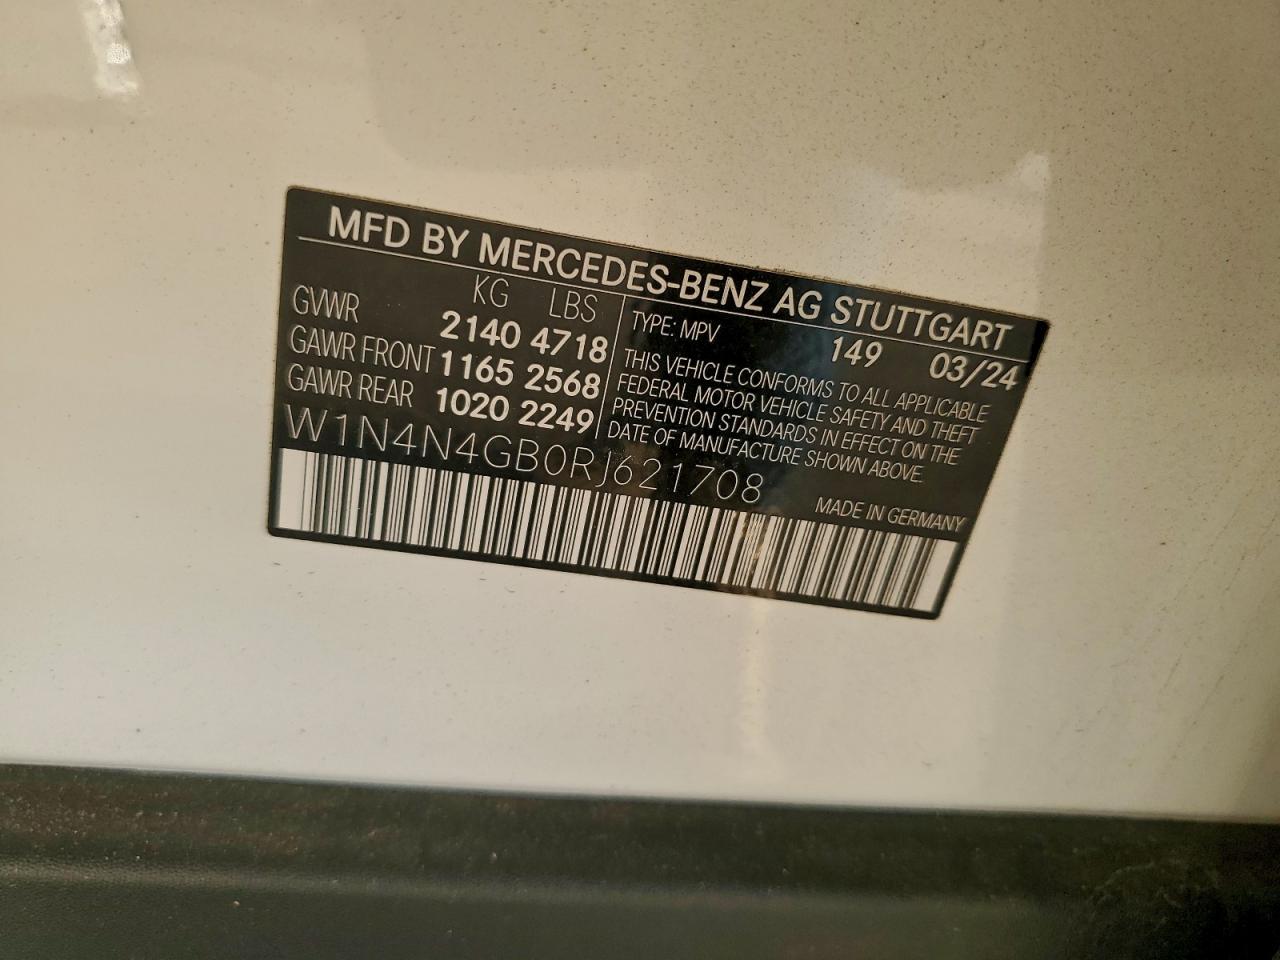 MFD BY MERCEDES-BENZ AG STUTTGART
KG LBS
GVWR 2140 4718
GAWR FRONT 1165 2568
GAWR REAR 1020 2249
TYPE: MPV 149 03/24
THIS VEHICLE CONFORMS TO ALL APPLICABLE
FEDERAL MOTOR VEHICLE SAFETY AND THEFT
PREVENTION STANDARDS IN EFFECT ON THE
DATE OF MANUFACTURE SHOWN ABOVE.
W1N4N4GB0RJ621708
MADE IN GERMANY